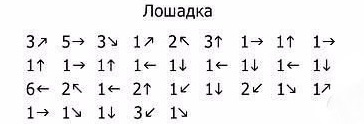 Лошадка
3↗ 5→ 3↘ 1↗ 2↖ 3↑ 1→ 1↑ 1→
1↑ 1→ 1↑ 1← 1↓ 1← 1↓ 1← 1↓
6← 2↖ 1← 2↑ 1↙ 1↓ 2↙ 1↘ 1↗
1→ 1↘ 1↓ 3↙ 1↘